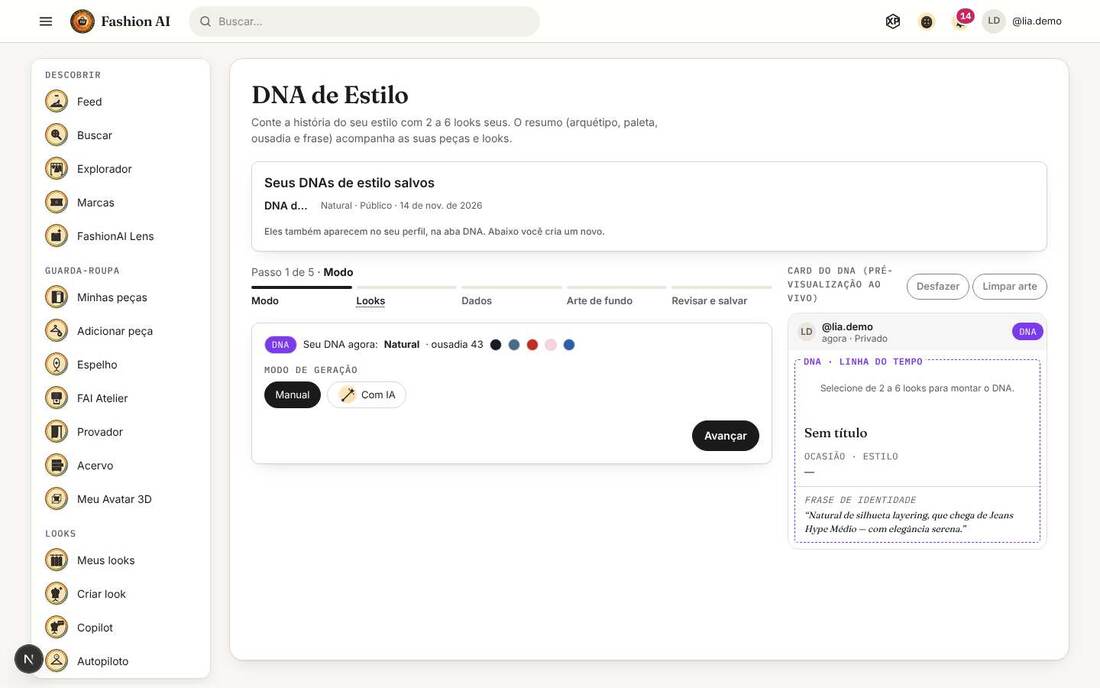 Fashion AI
Buscar...
XP
14
LD
@lia.demo
DESCOBRIR
Feed
Buscar
Explorador
Marcas
FashionAI Lens
GUARDA-ROUPA
Minhas peças
Adicionar peça
Espelho
FAI Atelier
Provador
Acervo
Meu Avatar 3D
LOOKS
Meus looks
Criar look
Copilot
Autopiloto
N
DNA de Estilo
Conte a história do seu estilo com 2 a 6 looks seus. O resumo (arquétipo, paleta,
ousadia e frase) acompanha as suas peças e looks.
Seus DNAs de estilo salvos
DNA d... Natural · Público · 14 de nov. de 2026
Eles também aparecem no seu perfil, na aba DNA. Abaixo você cria um novo.
Passo 1 de 5 · Modo
Modo Looks Dados Arte de fundo Revisar e salvar
DNA Seu DNA agora: Natural · ousadia 43
MODO DE GERAÇÃO
Manual Com IA
Avançar
CARD DO DNA (PRÉ-
VISUALIZAÇÃO AO
VIVO)
Desfazer Limpar arte
LD @lia.demo
agora · Privado
DNA
DNA · LINHA DO TEMPO
Selecione de 2 a 6 looks para montar o DNA.
Sem título
OCASIÃO · ESTILO
—
FRASE DE IDENTIDADE
“Natural de silhueta layering, que chega de Jeans
Hype Médio — com elegância serena.”